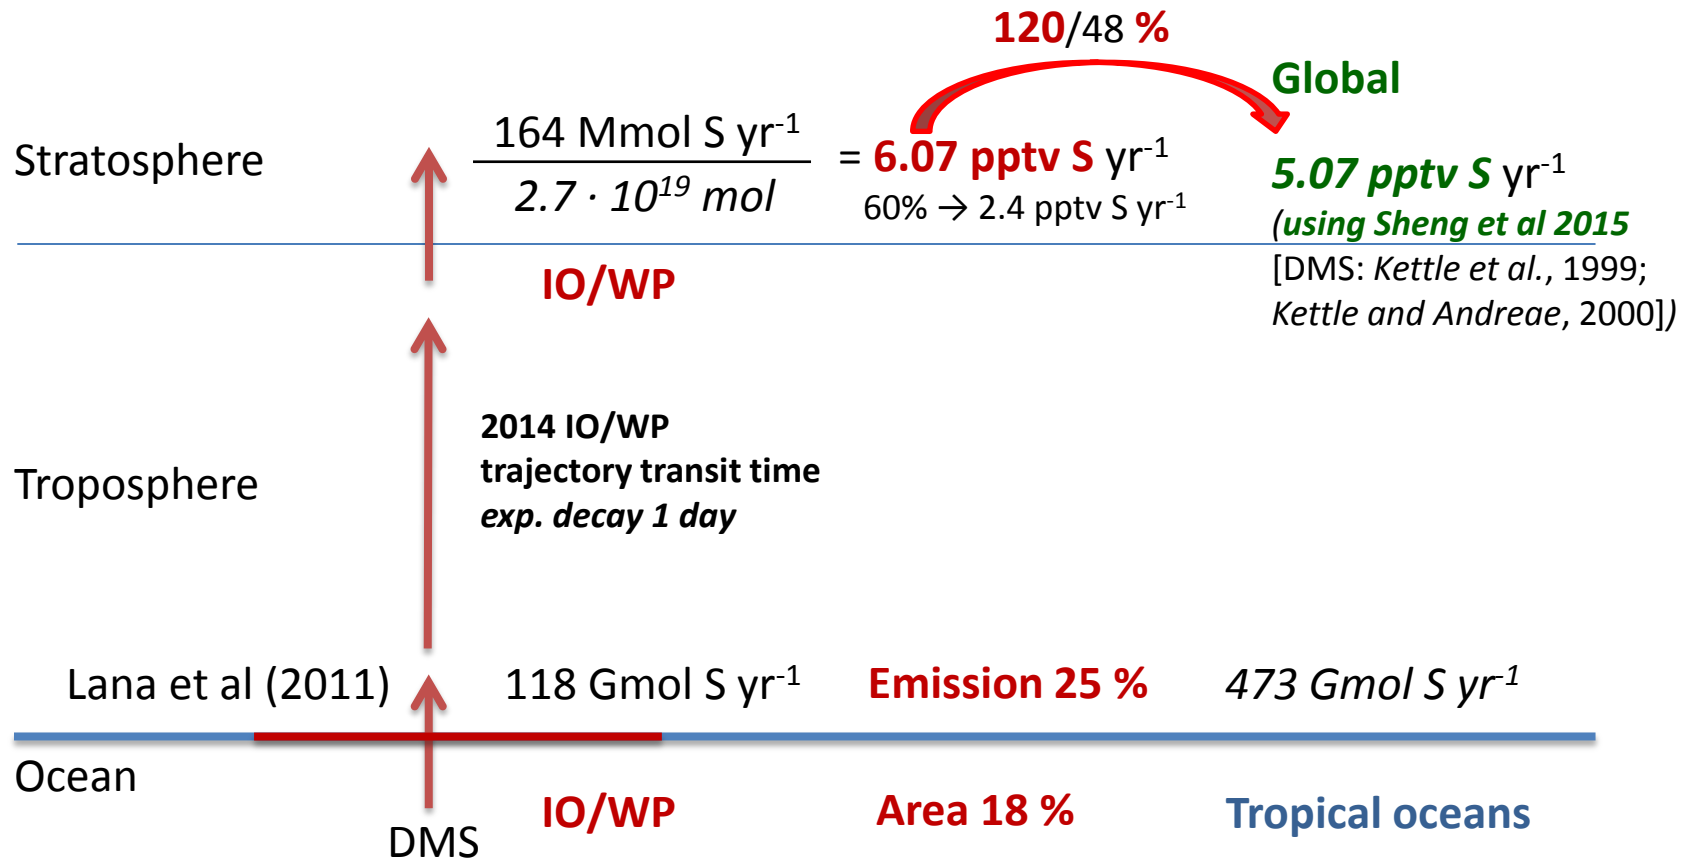 120/48 %
Global
Stratosphere
164 Mmol S yr-1
2.7 · 10^19 mol
= 6.07 pptv S yr-1
60% → 2.4 pptv S yr-1
5.07 pptv S yr-1
(using Sheng et al 2015
[DMS: Kettle et al., 1999;
Kettle and Andreae, 2000])
IO/WP
Troposphere
2014 IO/WP
trajectory transit time
exp. decay 1 day
Lana et al (2011)
118 Gmol S yr-1
Emission 25 %
473 Gmol S yr-1
Ocean
DMS
IO/WP
Area 18 %
Tropical oceans